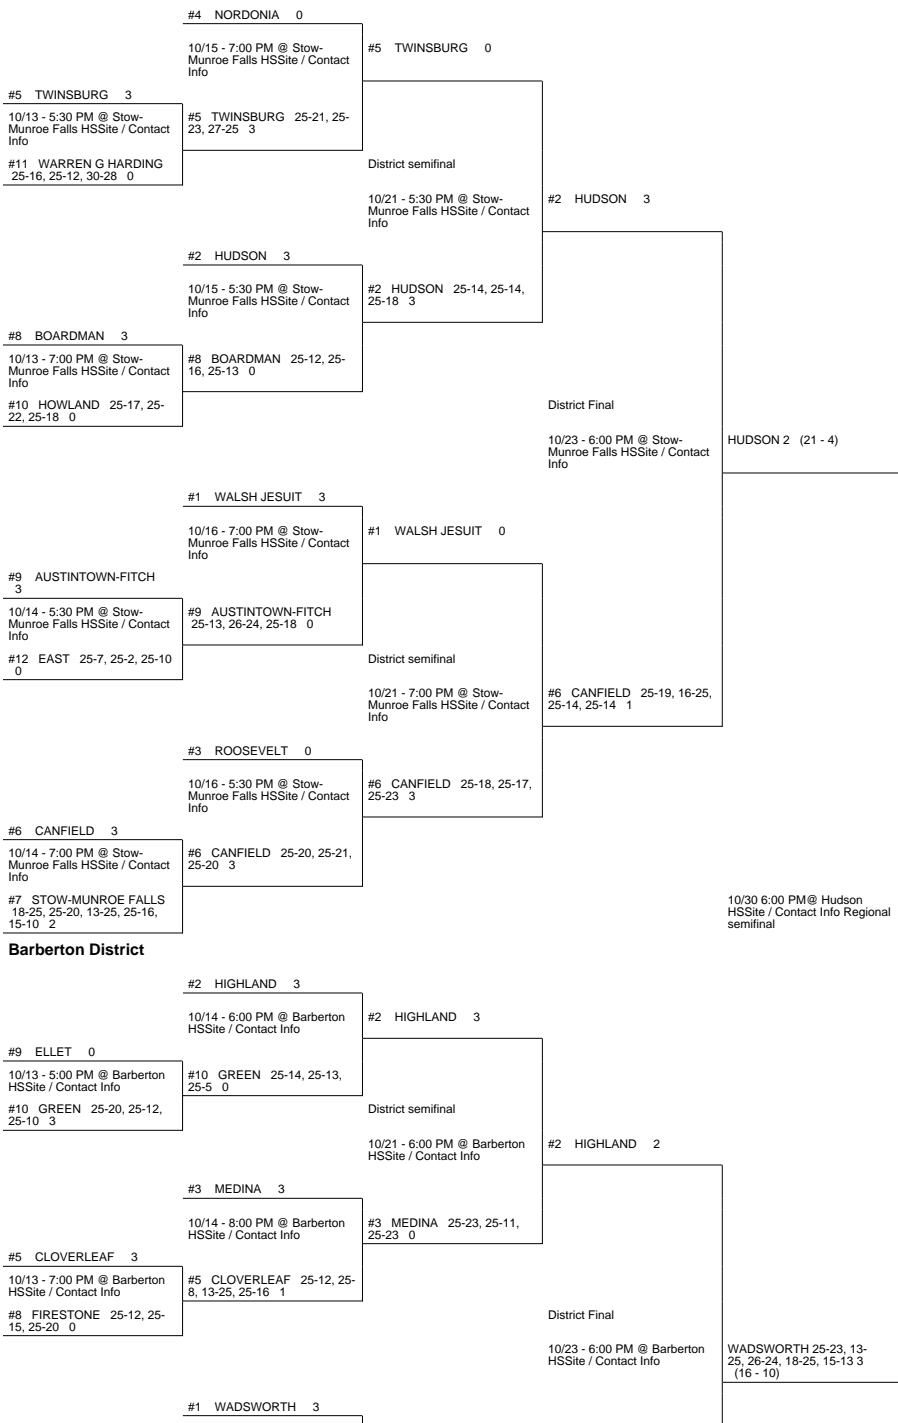 #4 NORDONIA 0
10/15 - 7:00 PM @ Stow-
Munroe Falls HSSite / Contact
Info
#5 TWINSBURG 0
#5 TWINSBURG 3
10/13 - 5:30 PM @ Stow-
Munroe Falls HSSite / Contact
Info
#5 TWINSBURG 25-21, 25-
23, 27-25 3
#11 WARREN G HARDING
25-16, 25-12, 30-28 0
District semifinal
10/21 - 5:30 PM @ Stow-
Munroe Falls HSSite / Contact
Info
#2 HUDSON 3
#2 HUDSON 3
10/15 - 5:30 PM @ Stow-
Munroe Falls HSSite / Contact
Info
#2 HUDSON 25-14, 25-14,
25-18 3
#8 BOARDMAN 3
10/13 - 7:00 PM @ Stow-
Munroe Falls HSSite / Contact
Info
#8 BOARDMAN 25-12, 25-
16, 25-13 0
#10 HOWLAND 25-17, 25-
22, 25-18 0
District Final
10/23 - 6:00 PM @ Stow-
Munroe Falls HSSite / Contact
Info
HUDSON 2 (21 - 4)
#1 WALSH JESUIT 3
10/16 - 7:00 PM @ Stow-
Munroe Falls HSSite / Contact
Info
#1 WALSH JESUIT 0
#9 AUSTINTOWN-FITCH
3
10/14 - 5:30 PM @ Stow-
Munroe Falls HSSite / Contact
Info
#9 AUSTINTOWN-FITCH
25-13, 26-24, 25-18 0
#12 EAST 25-7, 25-2, 25-10
0
District semifinal
10/21 - 7:00 PM @ Stow-
Munroe Falls HSSite / Contact
Info
#6 CANFIELD 25-19, 16-25,
25-14, 25-14 1
#3 ROOSEVELT 0
10/16 - 5:30 PM @ Stow-
Munroe Falls HSSite / Contact
Info
#6 CANFIELD 25-18, 25-17,
25-23 3
#6 CANFIELD 3
10/14 - 7:00 PM @ Stow-
Munroe Falls HSSite / Contact
Info
#6 CANFIELD 25-20, 25-21,
25-20 3
#7 STOW-MUNROE FALLS
18-25, 25-20, 13-25, 25-16,
15-10 2
10/30 6:00 PM@ Hudson
HSSite / Contact Info Regional
semifinal
Barberton District
#2 HIGHLAND 3
10/14 - 6:00 PM @ Barberton
HSSite / Contact Info
#2 HIGHLAND 3
#9 ELLET 0
10/13 - 5:00 PM @ Barberton
HSSite / Contact Info
#10 GREEN 25-14, 25-13,
25-5 0
#10 GREEN 25-20, 25-12,
25-10 3
District semifinal
10/21 - 6:00 PM @ Barberton
HSSite / Contact Info
#2 HIGHLAND 2
#3 MEDINA 3
10/14 - 8:00 PM @ Barberton
HSSite / Contact Info
#3 MEDINA 25-23, 25-11,
25-23 0
#5 CLOVERLEAF 3
10/13 - 7:00 PM @ Barberton
HSSite / Contact Info
#5 CLOVERLEAF 25-12, 25-
8, 13-25, 25-16 1
#8 FIRESTONE 25-12, 25-
15, 25-20 0
District Final
10/23 - 6:00 PM @ Barberton
HSSite / Contact Info
WADSWORTH 25-23, 13-
25, 26-24, 18-25, 15-13 3
(16 - 10)
#1 WADSWORTH 3